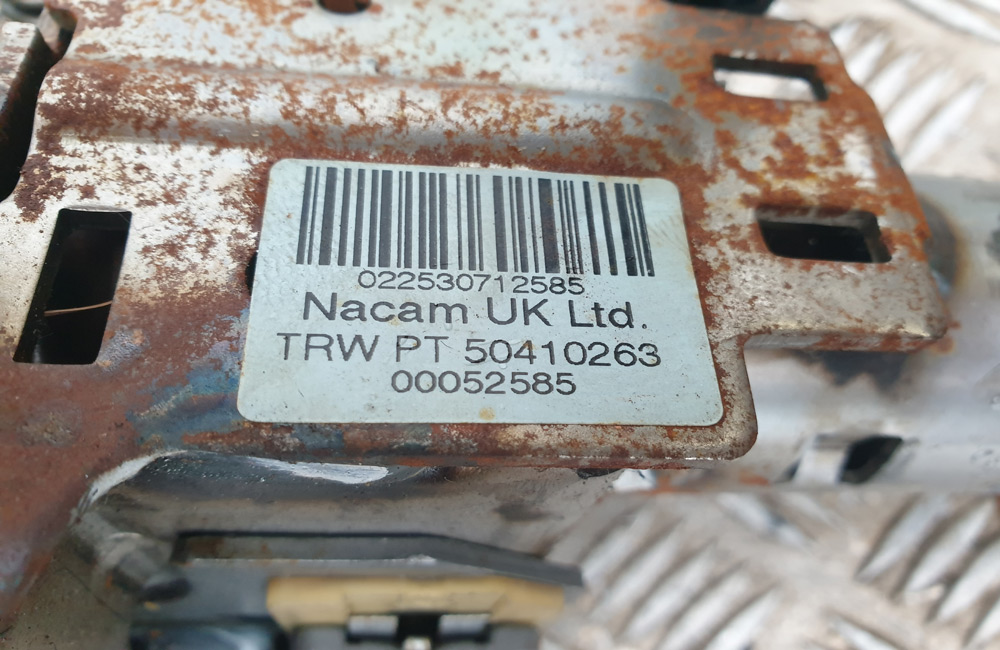 022530712585
Nacam UK Ltd.
TRW PT 50410263
00052585